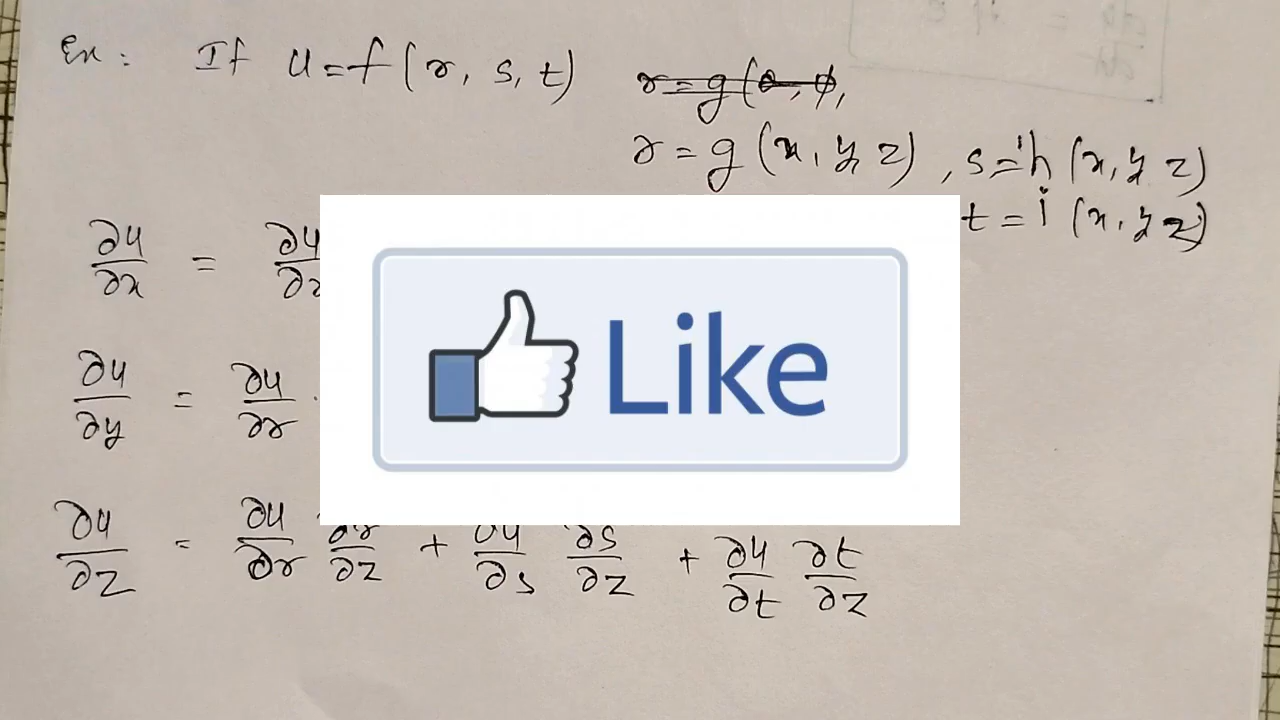 Ex: If u = f(r, s, t) r = g(θ, φ,
r = g(x, y, z), s = h(x, y, z)
t = i(x, y, z)
∂u/∂x = ∂u/∂r
Like
∂u/∂y = ∂u/∂r ·
∂u/∂z = ∂u/∂r ∂r/∂z + ∂u/∂s ∂s/∂z + ∂u/∂t ∂t/∂z